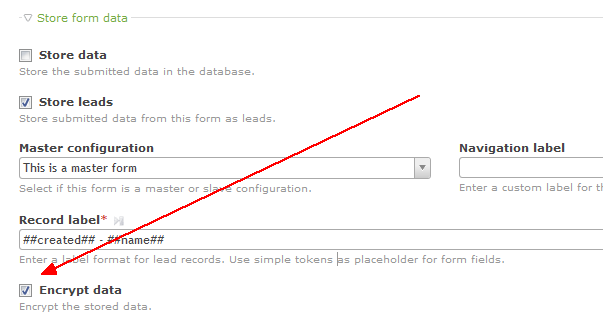 Store form data
Store data
Store the submitted data in the database.
Store leads
Store submitted data from this form as leads.
Master configuration
Navigation label
This is a master form
Select if this form is a master or slave configuration.
Enter a custom label for th
Record label*
##created## - ##name##
Enter a label format for lead records. Use simple tokens as placeholder for form fields.
Encrypt data
Encrypt the stored data.